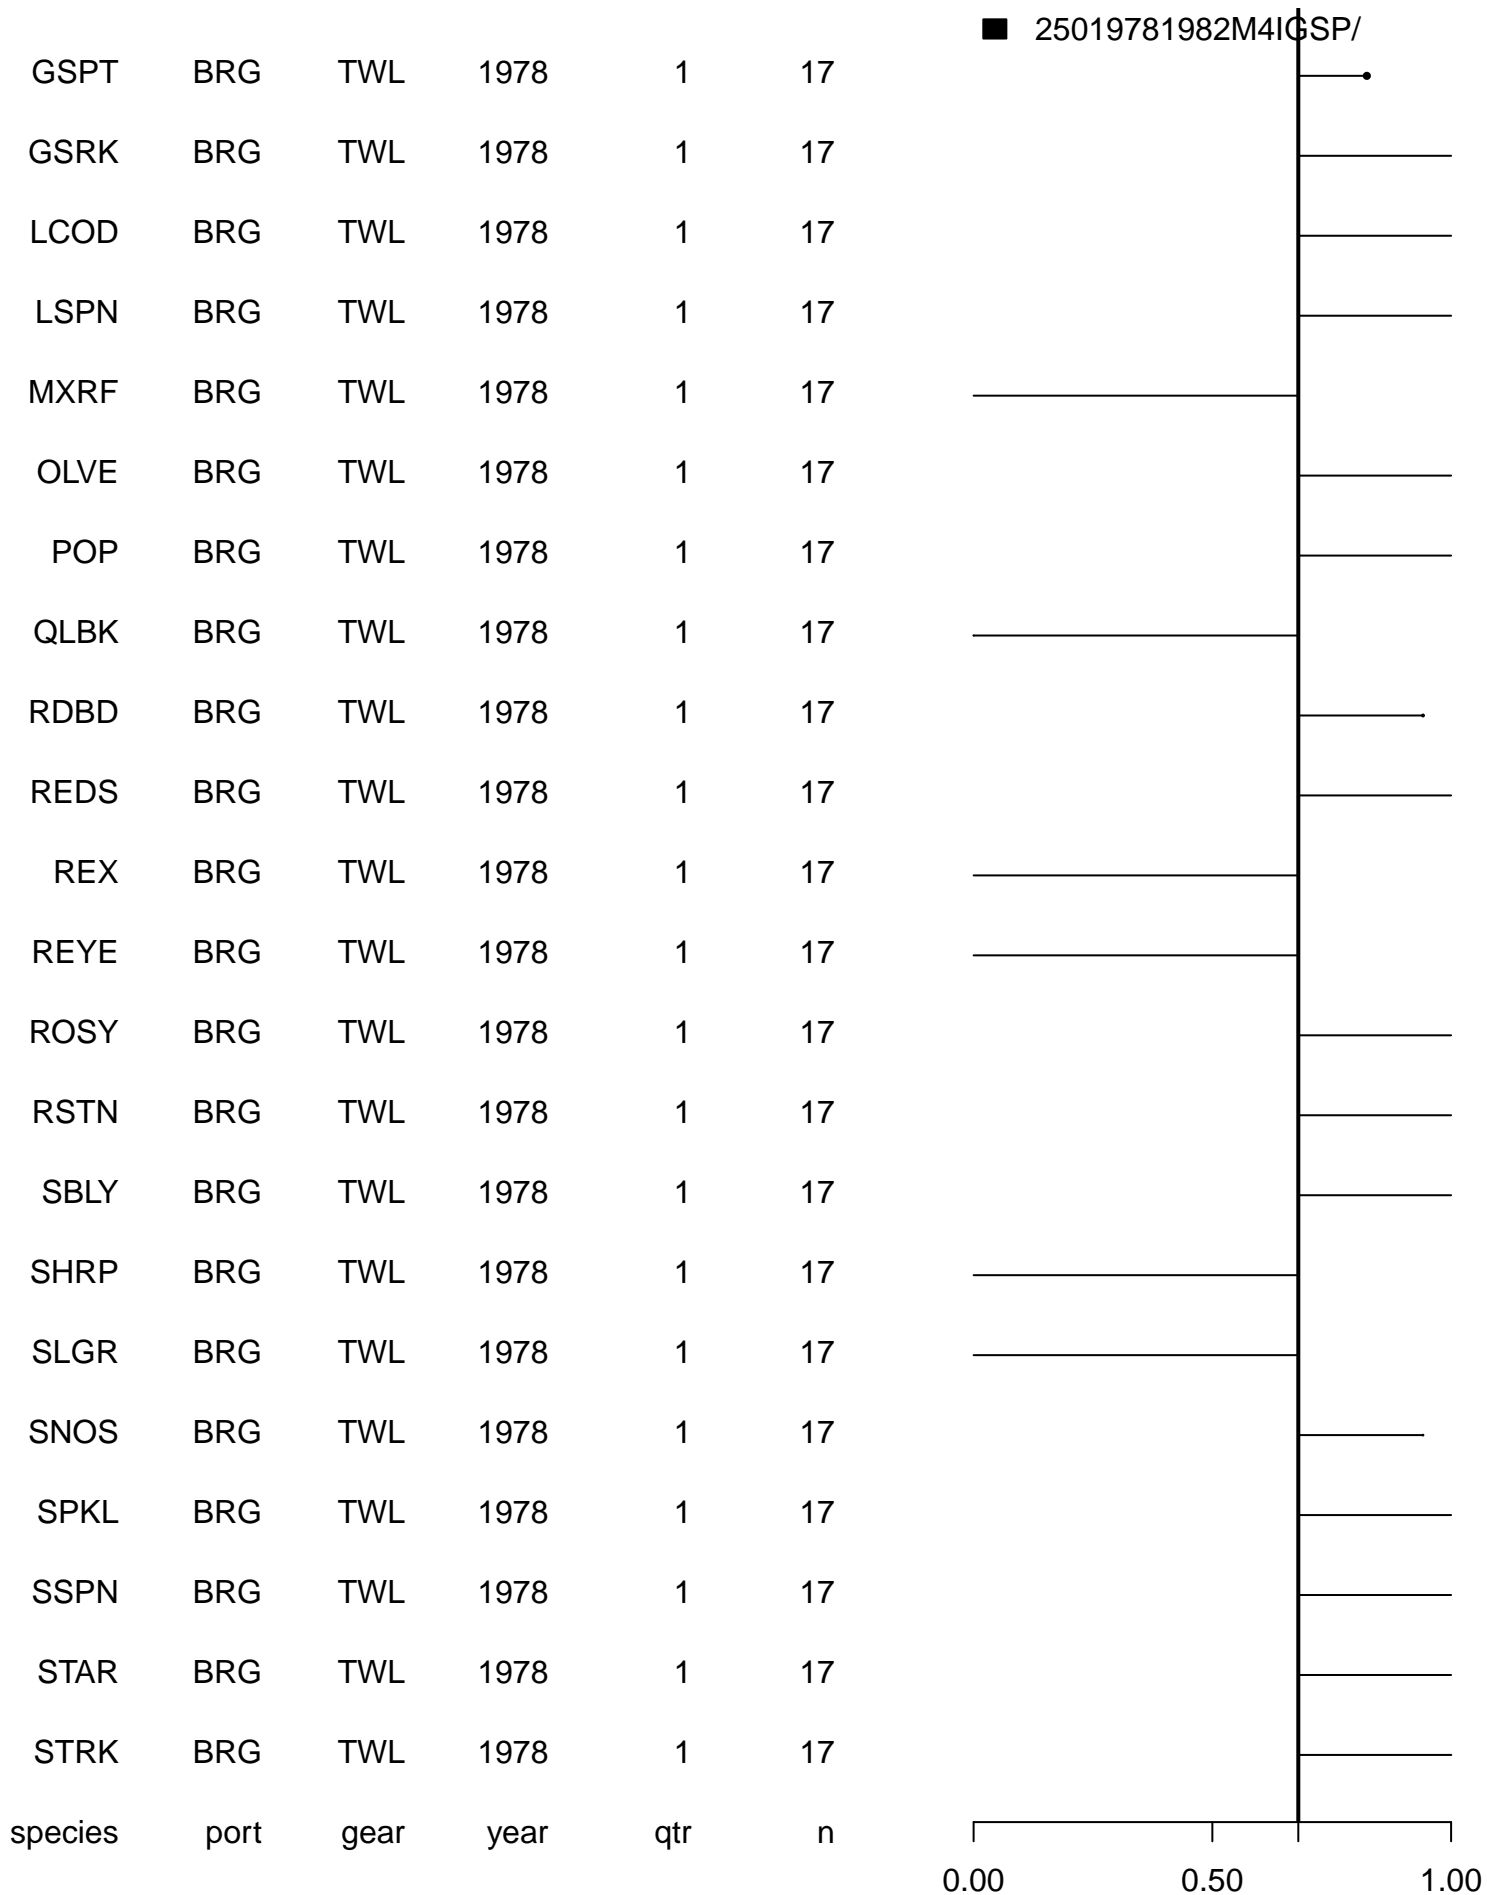 25019781982M4IGSP/
GSPT BRG TWL 1978 1 17
GSRK BRG TWL 1978 1 17
LCOD BRG TWL 1978 1 17
LSPN BRG TWL 1978 1 17
MXRF BRG TWL 1978 1 17
OLVE BRG TWL 1978 1 17
POP BRG TWL 1978 1 17
QLBK BRG TWL 1978 1 17
RDBD BRG TWL 1978 1 17
REDS BRG TWL 1978 1 17
REX BRG TWL 1978 1 17
REYE BRG TWL 1978 1 17
ROSY BRG TWL 1978 1 17
RSTN BRG TWL 1978 1 17
SBLY BRG TWL 1978 1 17
SHRP BRG TWL 1978 1 17
SLGR BRG TWL 1978 1 17
SNOS BRG TWL 1978 1 17
SPKL BRG TWL 1978 1 17
SSPN BRG TWL 1978 1 17
STAR BRG TWL 1978 1 17
STRK BRG TWL 1978 1 17
species port gear year qtr n
0.00 0.50 1.00